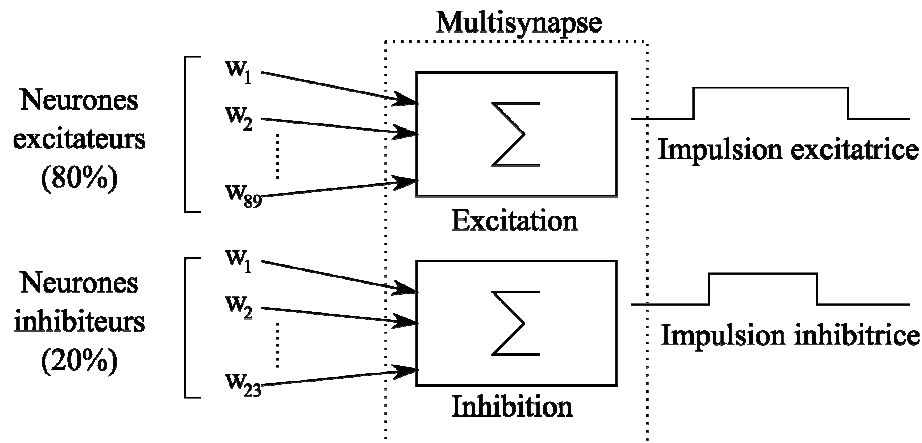 Multisynapse
Neurones
excitateurs
(80%)
w1
w2
w89
Σ
Excitation
Impulsion excitatrice
Neurones
inhibiteurs
(20%)
w1
w2
w23
Σ
Inhibition
Impulsion inhibitrice